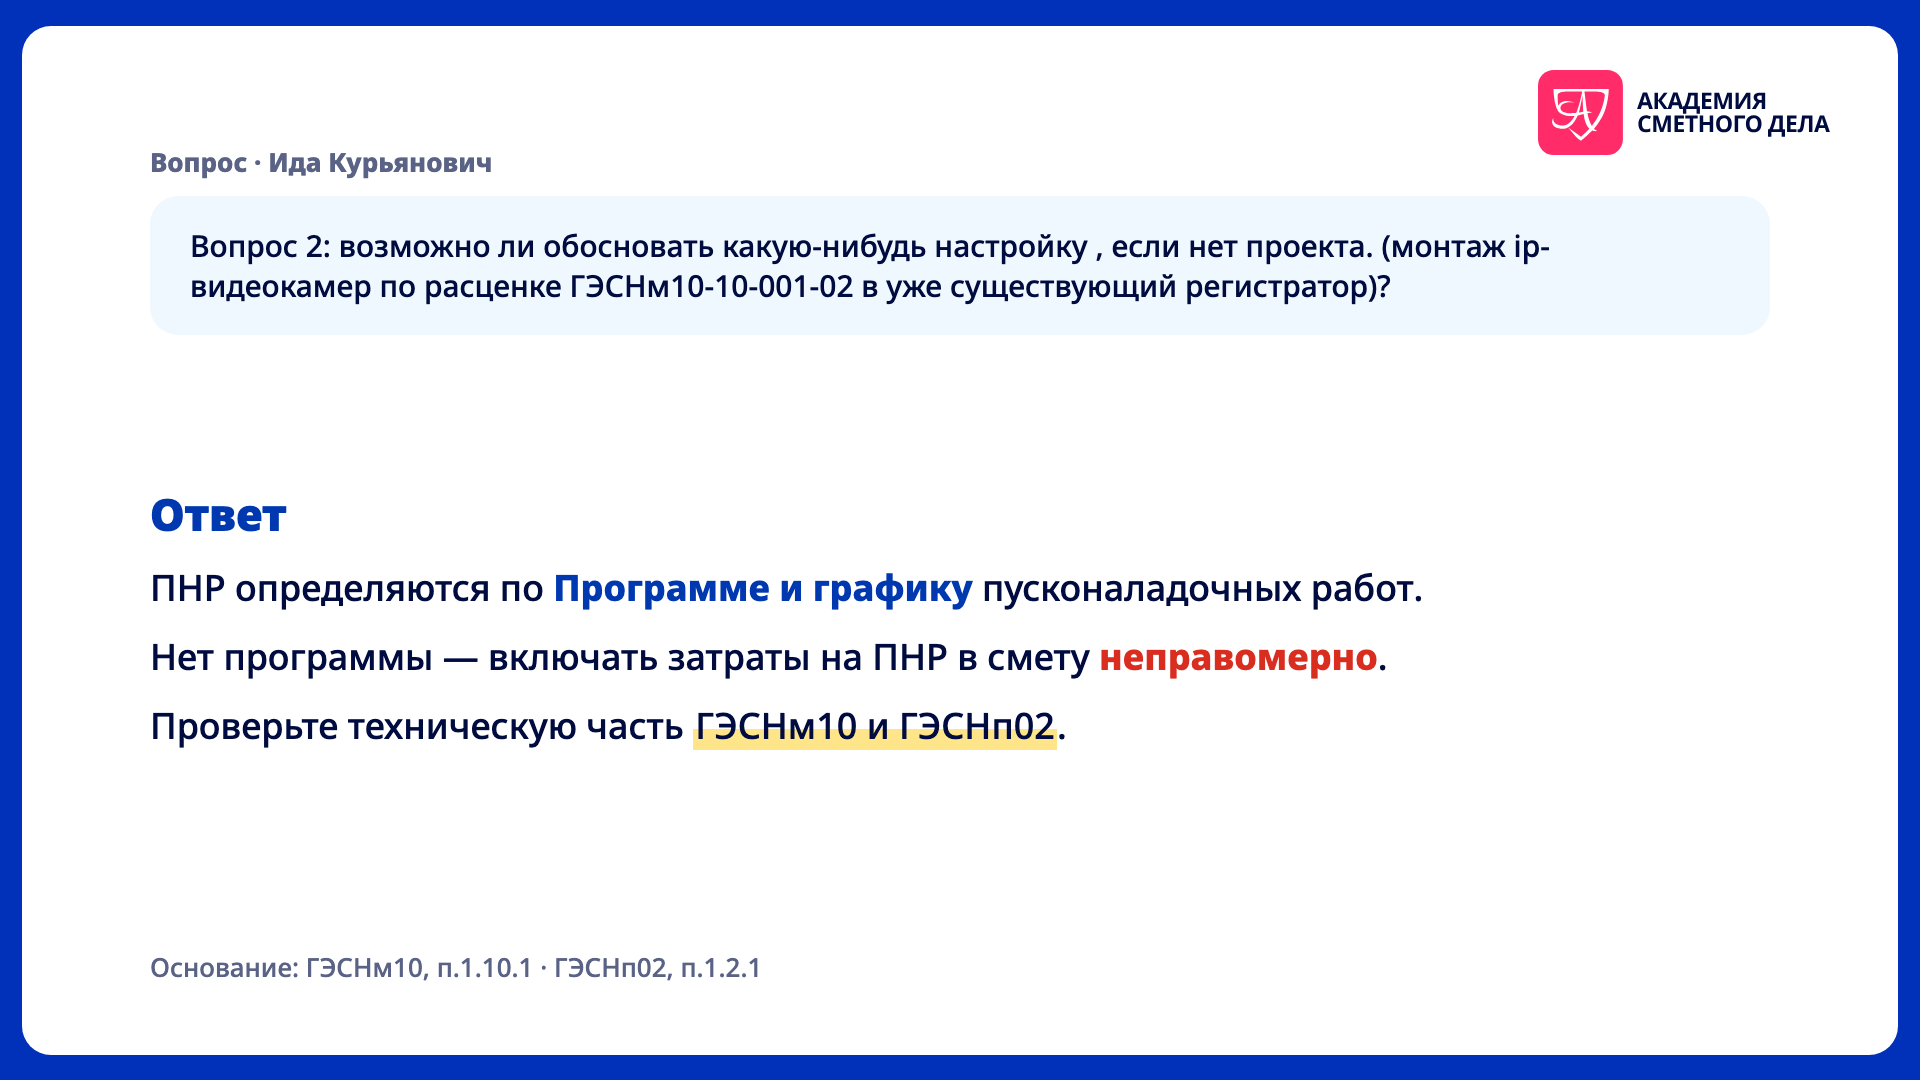 АКАДЕМИЯ
СМЕТНОГО ДЕЛА
Вопрос · Ида Курьянович
Вопрос 2: возможно ли обосновать какую-нибудь настройку , если нет проекта. (монтаж ip-
видеокамер по расценке ГЭСНм10-10-001-02 в уже существующий регистратор)?
Ответ
ПНР определяются по Программе и графику пусконаладочных работ.
Нет программы — включать затраты на ПНР в смету неправомерно.
Проверьте техническую часть ГЭСНм10 и ГЭСНп02.
Основание: ГЭСНм10, п.1.10.1 · ГЭСНп02, п.1.2.1